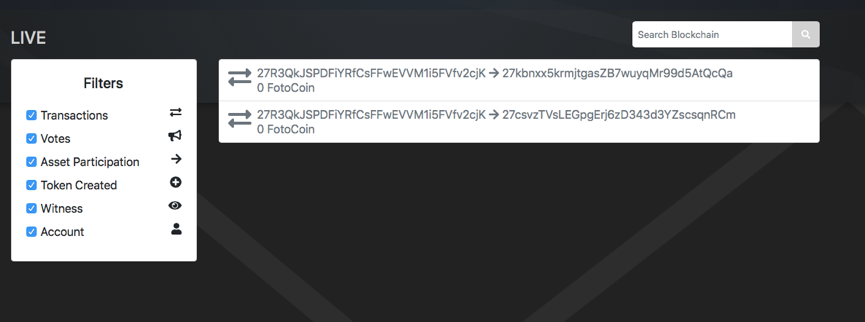 LIVE
Search Blockchain
Filters
Transactions
Votes
Asset Participation
Token Created
Witness
Account
27R3QkJSPDFiYRfCsFFwEVVM1i5FVfv2cjK → 27kbnxx5krmjtgasZB7wuyqMr99d5AtQcQa
0 FotoCoin
27R3QkJSPDFiYRfCsFFwEVVM1i5FVfv2cjK → 27csvzTVsLEGpgErj6zD343d3YZscsqnRCm
0 FotoCoin